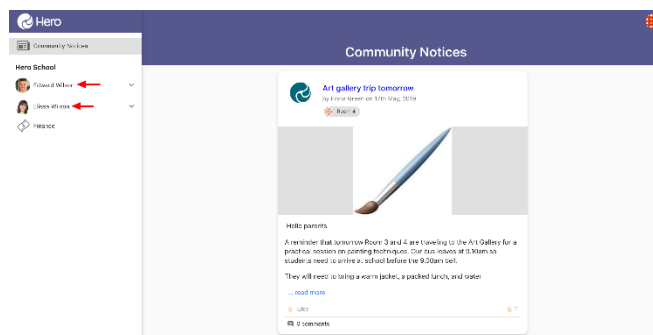 Hero
Community Notices
Hero School
Edward Wilson
Elises Wilson
Finance
Community Notices
Art gallery trip tomorrow
by Fiona Green on 17th May, 2019
Room 4
Hello parents
A reminder that tomorrow Room 3 and 4 are traveling to the Art Gallery for a
practical session on painting techniques. Our bus leaves at 9.10am so
students need to arrive at school before the 9.00am bell.
They will need to bring a warm jacket, a packed lunch, and water
... read more
Like
1
0 comments